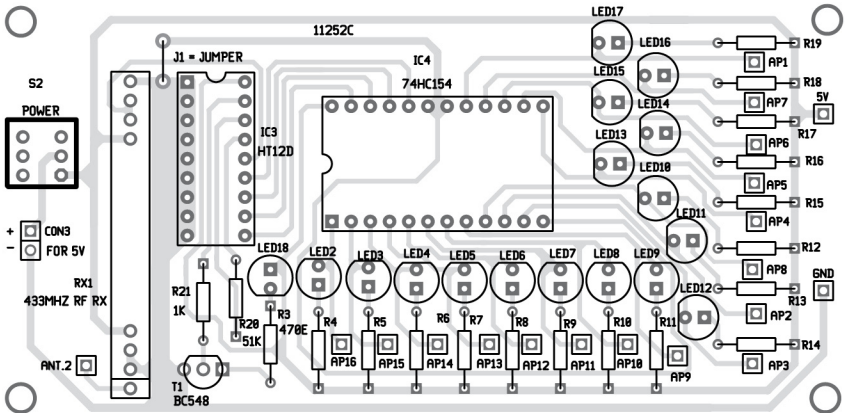 LED17
11252C
J1 = JUMPER
IC4
LED16
R19
AP1
S2
74HC154
LED15
R18
POWER
LED14
AP7
5V
IC3
HT12D
LED13
R17
AP6
LED10
R16
AP5
+ CON3
- FOR 5V
LED11
R15
AP4
LED18
LED2
LED3
LED4
LED5
LED6
LED7
LED8
LED9
R12
AP8
GND
RX1
433MHZ RF RX
R21
1K
LED12
R13
AP2
R20
51K
R3
470E
R4
R5
R6
R7
R8
R9
R10
R11
AP16
AP15
AP14
AP13
AP12
AP11
AP10
AP9
R14
AP3
ANT.2
T1
BC548